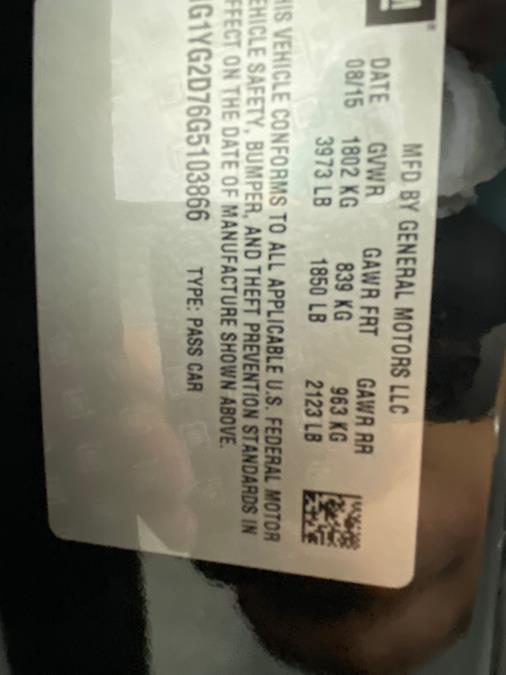 MFD BY GENERAL MOTORS LLC
DATE GVWR GAWR FRT GAWR RR
08/15 1802 KG 839 KG 963 KG
3973 LB 1850 LB 2123 LB
HIS VEHICLE CONFORMS TO ALL APPLICABLE U.S. FEDERAL MOTOR
EHICLE SAFETY, BUMPER, AND THEFT PREVENTION STANDARDS IN
FFECT ON THE DATE OF MANUFACTURE SHOWN ABOVE.
G1YG2D76G5103866 TYPE: PASS CAR